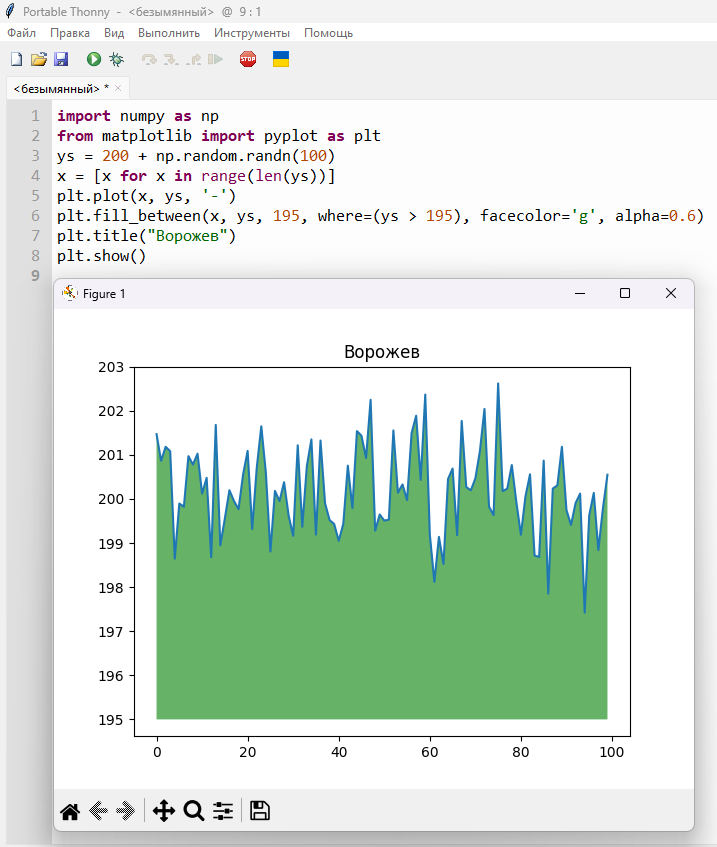 Portable Thonny - <безымянный> @ 9 : 1
Файл Правка Вид Выполнить Инструменты Помощь
STOP
<безымянный> * ×
1 import numpy as np
2 from matplotlib import pyplot as plt
3 ys = 200 + np.random.randn(100)
4 x = [x for x in range(len(ys))]
5 plt.plot(x, ys, '-')
6 plt.fill_between(x, ys, 195, where=(ys > 195), facecolor='g', alpha=0.6)
7 plt.title("Ворожев")
8 plt.show()
9
Figure 1
Ворожев
203
202
201
200
199
198
197
196
195
0 20 40 60 80 100